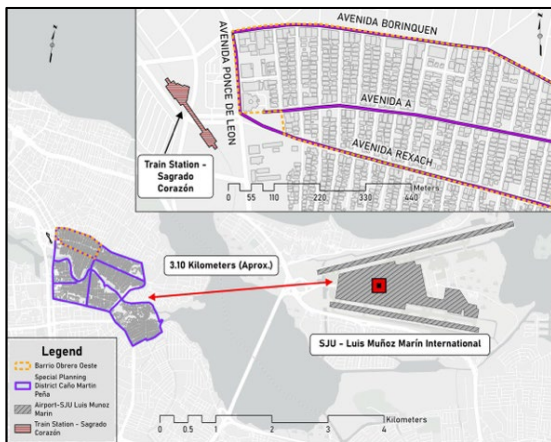 AVENIDA BORINQUEN
AVENIDA PONCE DE LEON
AVENIDA A
AVENIDA REXACH
Train Station -
Sagrado
Corazón
Meters
0 55 110 220 330 440
3.10 Kilometers (Aprox.)
SJU - Luis Muñoz Marín International
Legend
Barrio Obrera Oeste
Special Planning
District Caño Martin
Peña
Airport-SJU Luis Munoz
Marin
Train Station - Sagrado
Corazón
Kilometers
0 0.5 1 2 3 4